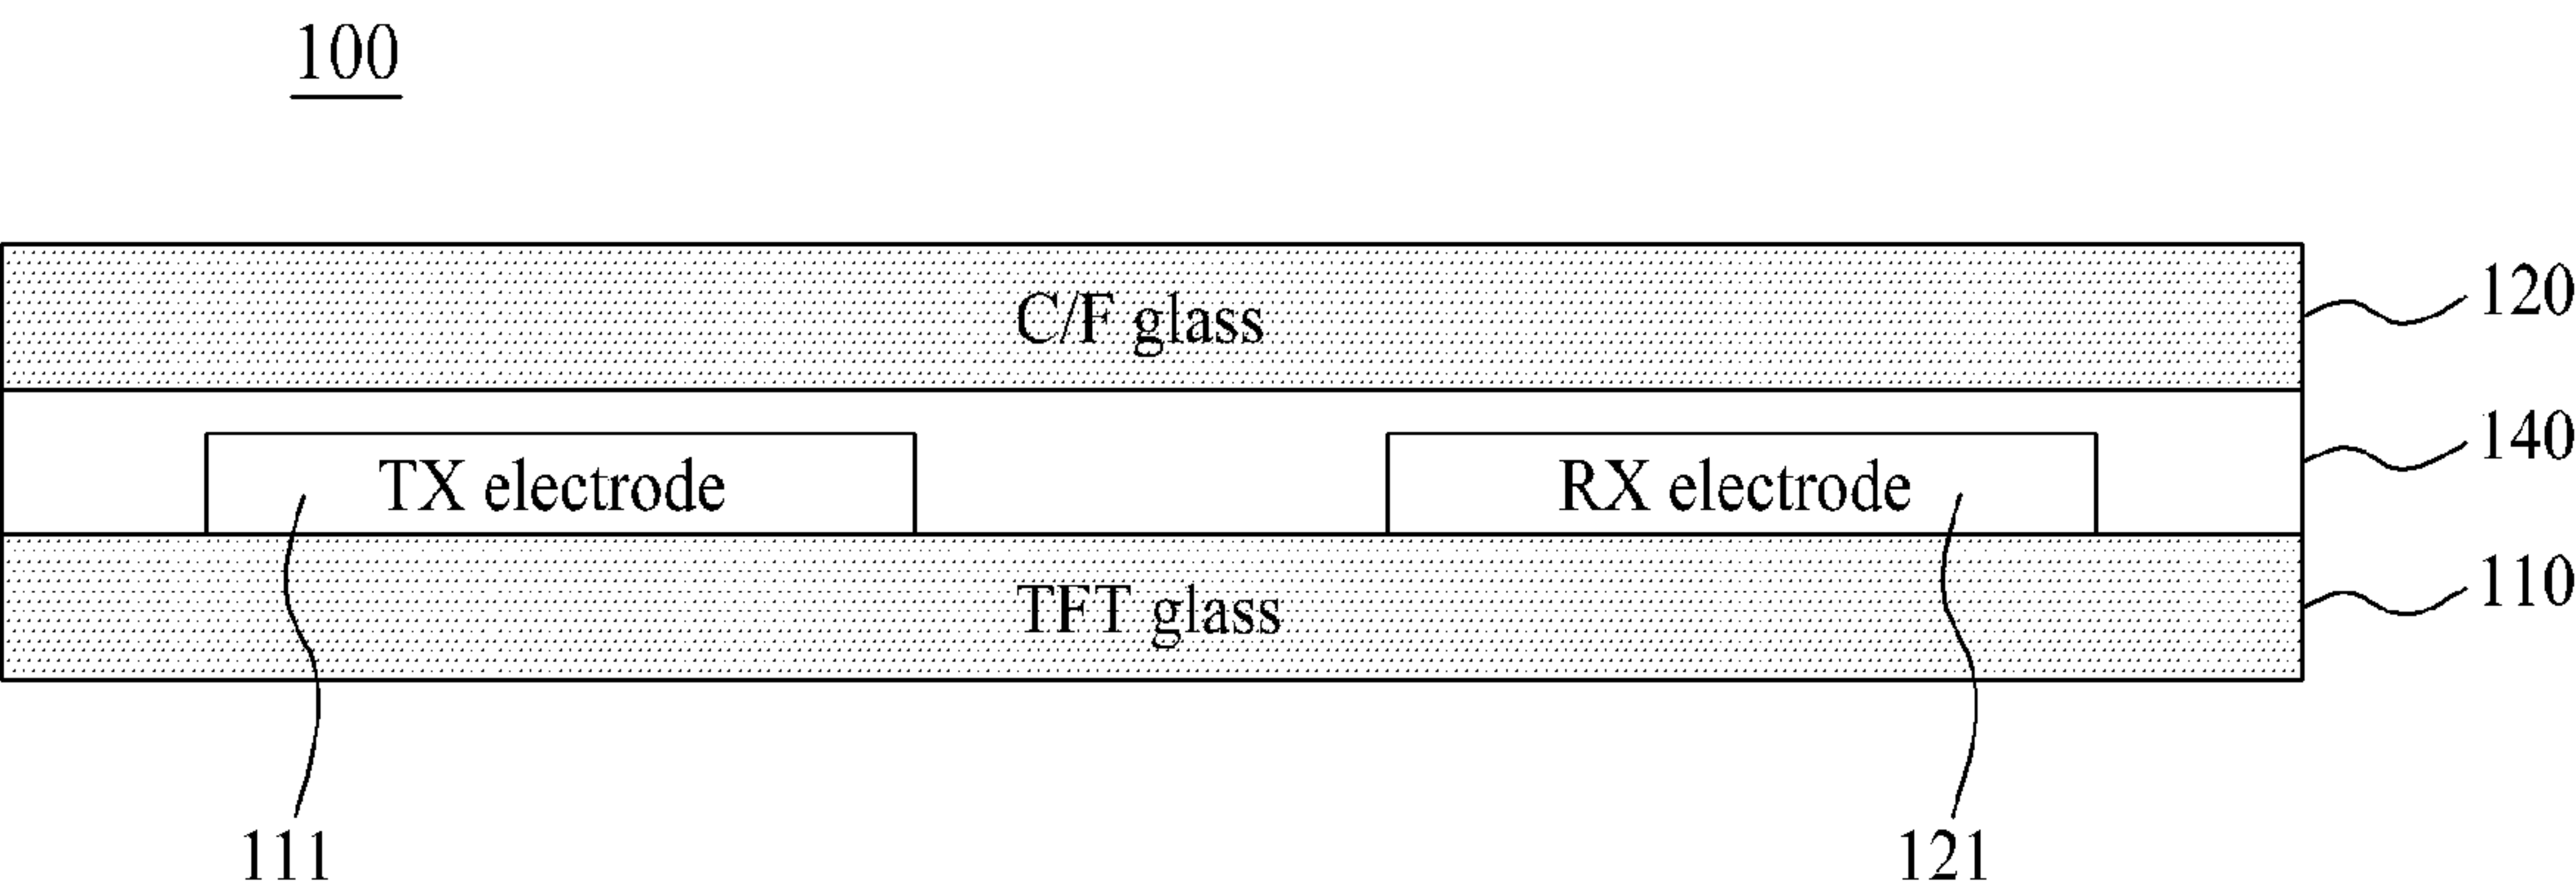 100
C/F glass
120
TX electrode
RX electrode
140
TFT glass
110
111
121